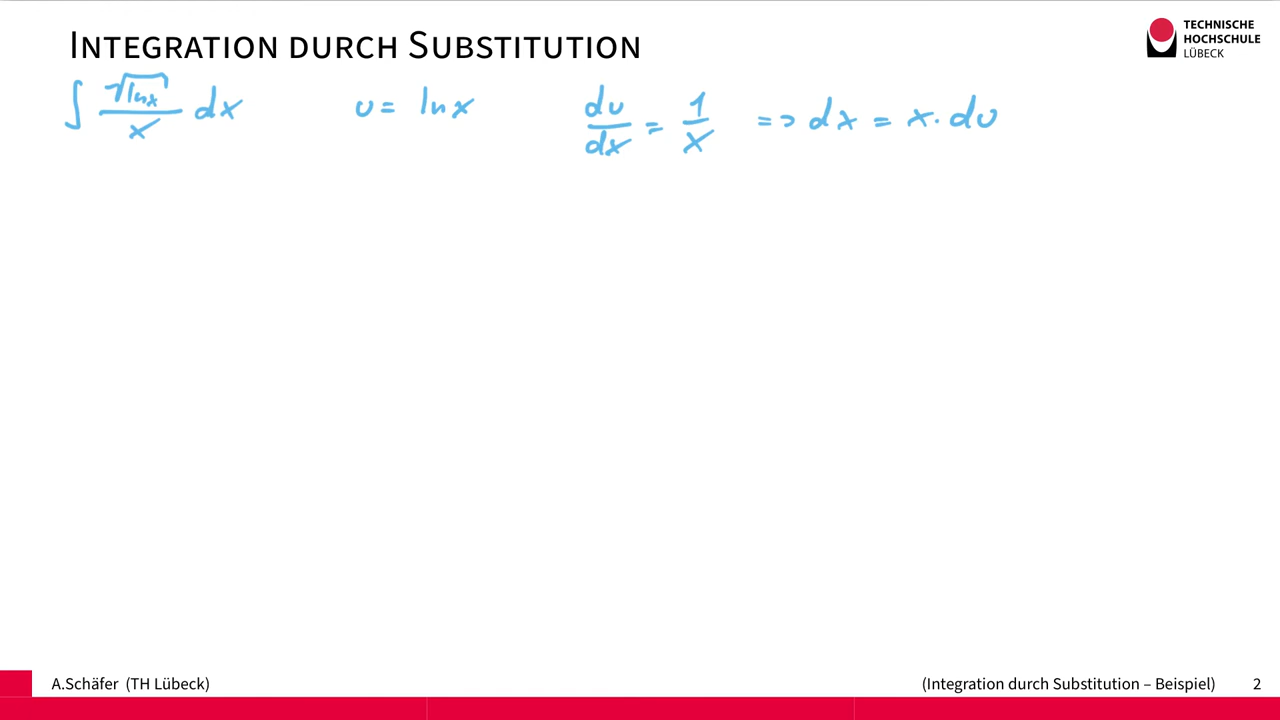 INTEGRATION DURCH SUBSTITUTION
TECHNISCHE
HOCHSCHULE
LÜBECK
∫ √(ln x) / x dx   u = ln x   du/dx = 1/x => dx = x · du
A.Schäfer (TH Lübeck)   (Integration durch Substitution – Beispiel)   2